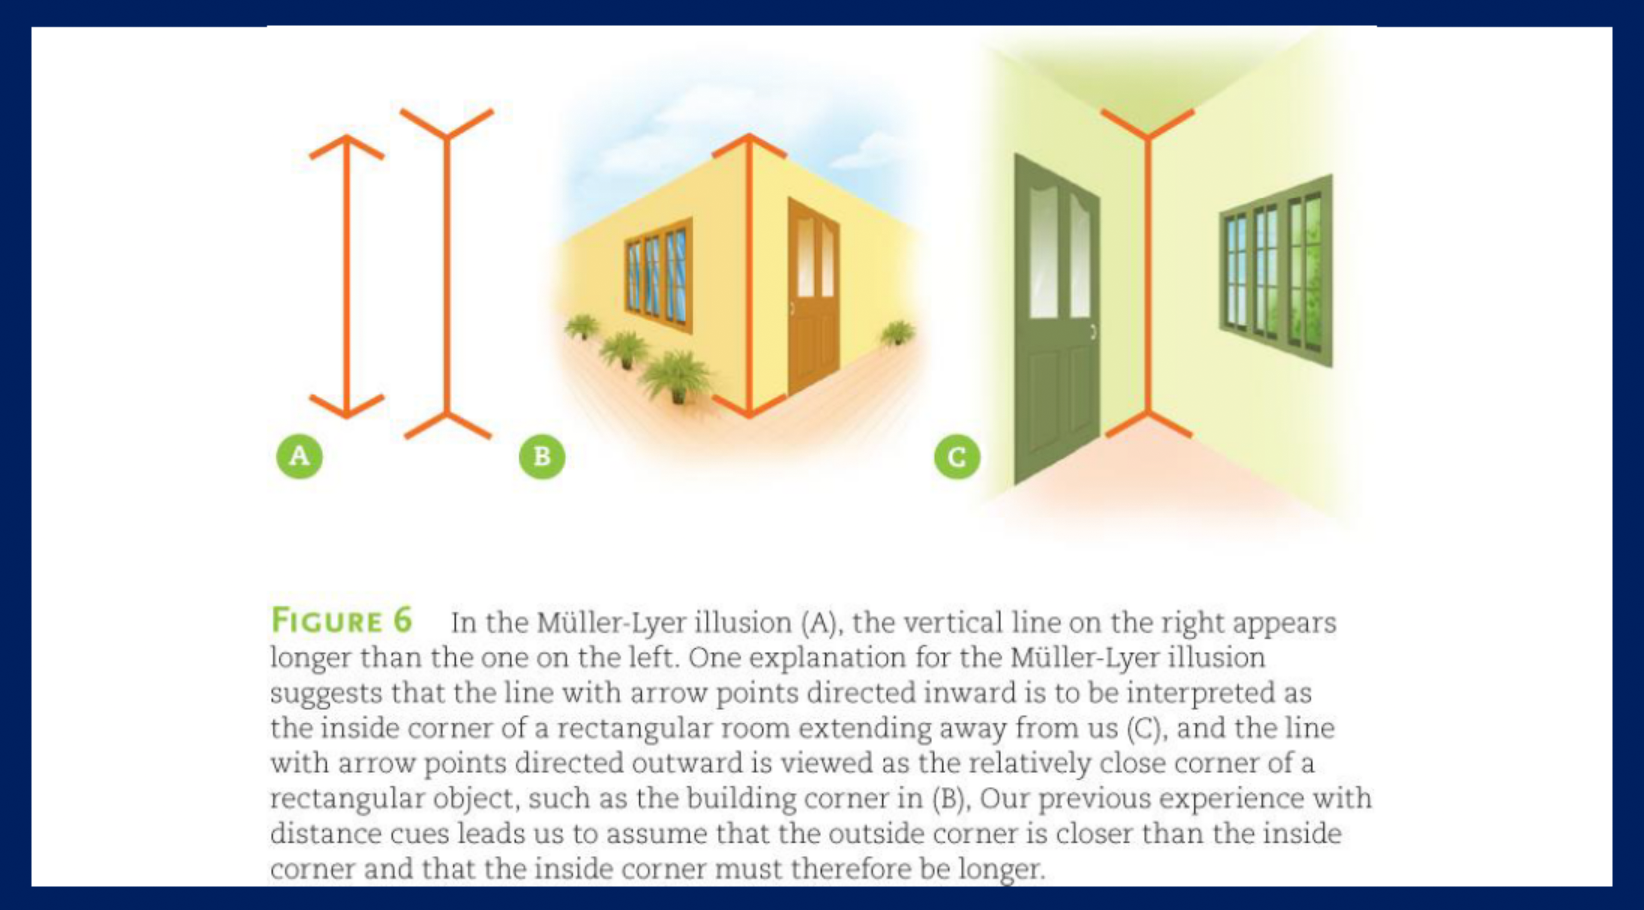 A
B
C
FIGURE 6 In the Müller-Lyer illusion (A), the vertical line on the right appears
longer than the one on the left. One explanation for the Müller-Lyer illusion
suggests that the line with arrow points directed inward is to be interpreted as
the inside corner of a rectangular room extending away from us (C), and the line
with arrow points directed outward is viewed as the relatively close corner of a
rectangular object, such as the building corner in (B), Our previous experience with
distance cues leads us to assume that the outside corner is closer than the inside
corner and that the inside corner must therefore be longer.